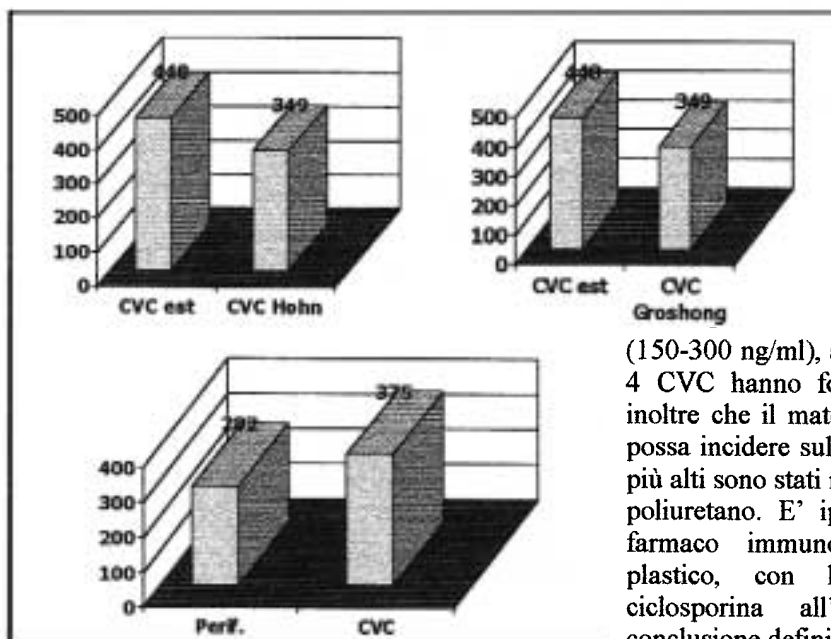 349
500
400
300
200
100
0
CVC est CVC Hohn
349
500
400
300
200
100
0
CVC est CVC
Groshong
375
400
300
200
100
0
Perif. CVC
(150-300 ng/ml),
4 CVC hanno fo
inoltre che il mat
possa incidere sul
più alti sono stati
poliuretano. E' ip
farmaco immuno
plastico, con
ciclosporina all'
conclusione defini